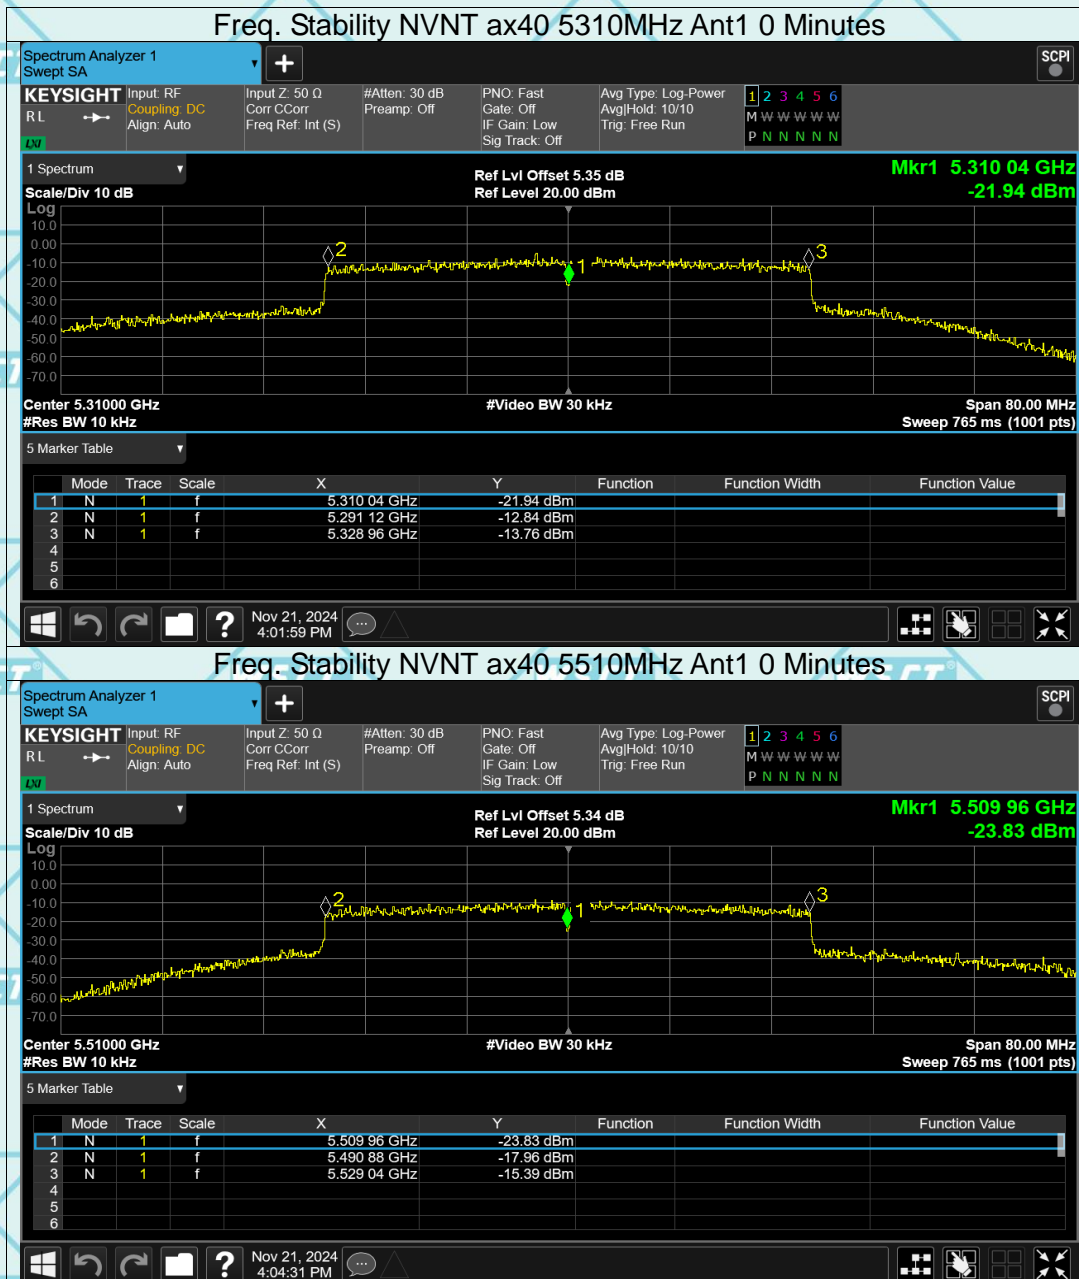 Freq. Stability NVNT ax40 5310MHz Ant1 0 Minutes
Spectrum Analyzer 1
Swept SA
+
SCPI
KEYSIGHT Input: RF Input Z: 50 Ω #Atten: 30 dB PNO: Fast Avg Type: Log-Power 1 2 3 4 5 6
RL Coupling: DC Corr CCorr Preamp: Off Gate: Off Avg|Hold: 10/10 M W W W W W
Align: Auto Freq Ref: Int (S) IF Gain: Low Trig: Free Run P N N N N N
LXI Sig Track: Off
1 Spectrum Ref Lvl Offset 5.35 dB Mkr1 5.310 04 GHz
Scale/Div 10 dB Ref Level 20.00 dBm -21.94 dBm
Log
10.0
0.00
-10.0
-20.0
-30.0
-40.0
-50.0
-60.0
-70.0
2
1
3
Center 5.31000 GHz #Video BW 30 kHz Span 80.00 MHz
#Res BW 10 kHz Sweep 765 ms (1001 pts)
5 Marker Table
Mode Trace Scale X Y Function Function Width Function Value
1 N 1 f 5.310 04 GHz -21.94 dBm
2 N 1 f 5.291 12 GHz -12.84 dBm
3 N 1 f 5.328 96 GHz -13.76 dBm
4
5
6
? Nov 21, 2024
4:01:59 PM
Freq. Stability NVNT ax40 5510MHz Ant1 0 Minutes
Spectrum Analyzer 1
Swept SA
+
SCPI
KEYSIGHT Input: RF Input Z: 50 Ω #Atten: 30 dB PNO: Fast Avg Type: Log-Power 1 2 3 4 5 6
RL Coupling: DC Corr CCorr Preamp: Off Gate: Off Avg|Hold: 10/10 M W W W W W
Align: Auto Freq Ref: Int (S) IF Gain: Low Trig: Free Run P N N N N N
LXI Sig Track: Off
1 Spectrum Ref Lvl Offset 5.34 dB Mkr1 5.509 96 GHz
Scale/Div 10 dB Ref Level 20.00 dBm -23.83 dBm
Log
10.0
0.00
-10.0
-20.0
-30.0
-40.0
-50.0
-60.0
-70.0
2
1
3
Center 5.51000 GHz #Video BW 30 kHz Span 80.00 MHz
#Res BW 10 kHz Sweep 765 ms (1001 pts)
5 Marker Table
Mode Trace Scale X Y Function Function Width Function Value
1 N 1 f 5.509 96 GHz -23.83 dBm
2 N 1 f 5.490 88 GHz -17.96 dBm
3 N 1 f 5.529 04 GHz -15.39 dBm
4
5
6
? Nov 21, 2024
4:04:31 PM